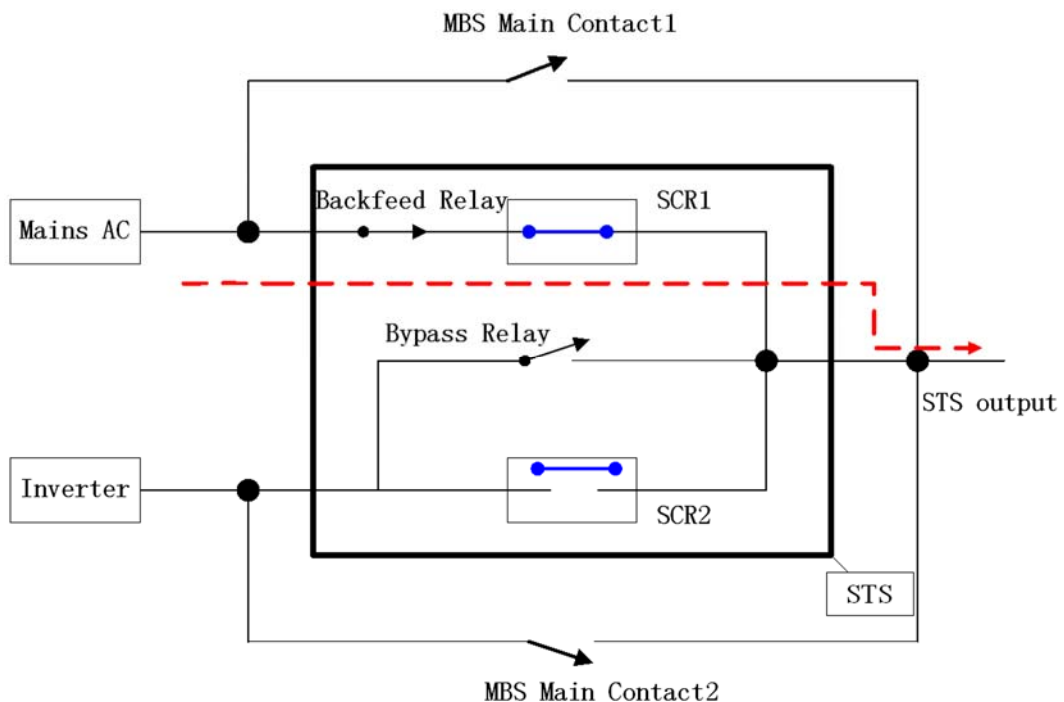 MBS Main Contact1
Backfeed Relay
SCR1
Mains AC
Bypass Relay
STS output
Inverter
SCR2
STS
MBS Main Contact2